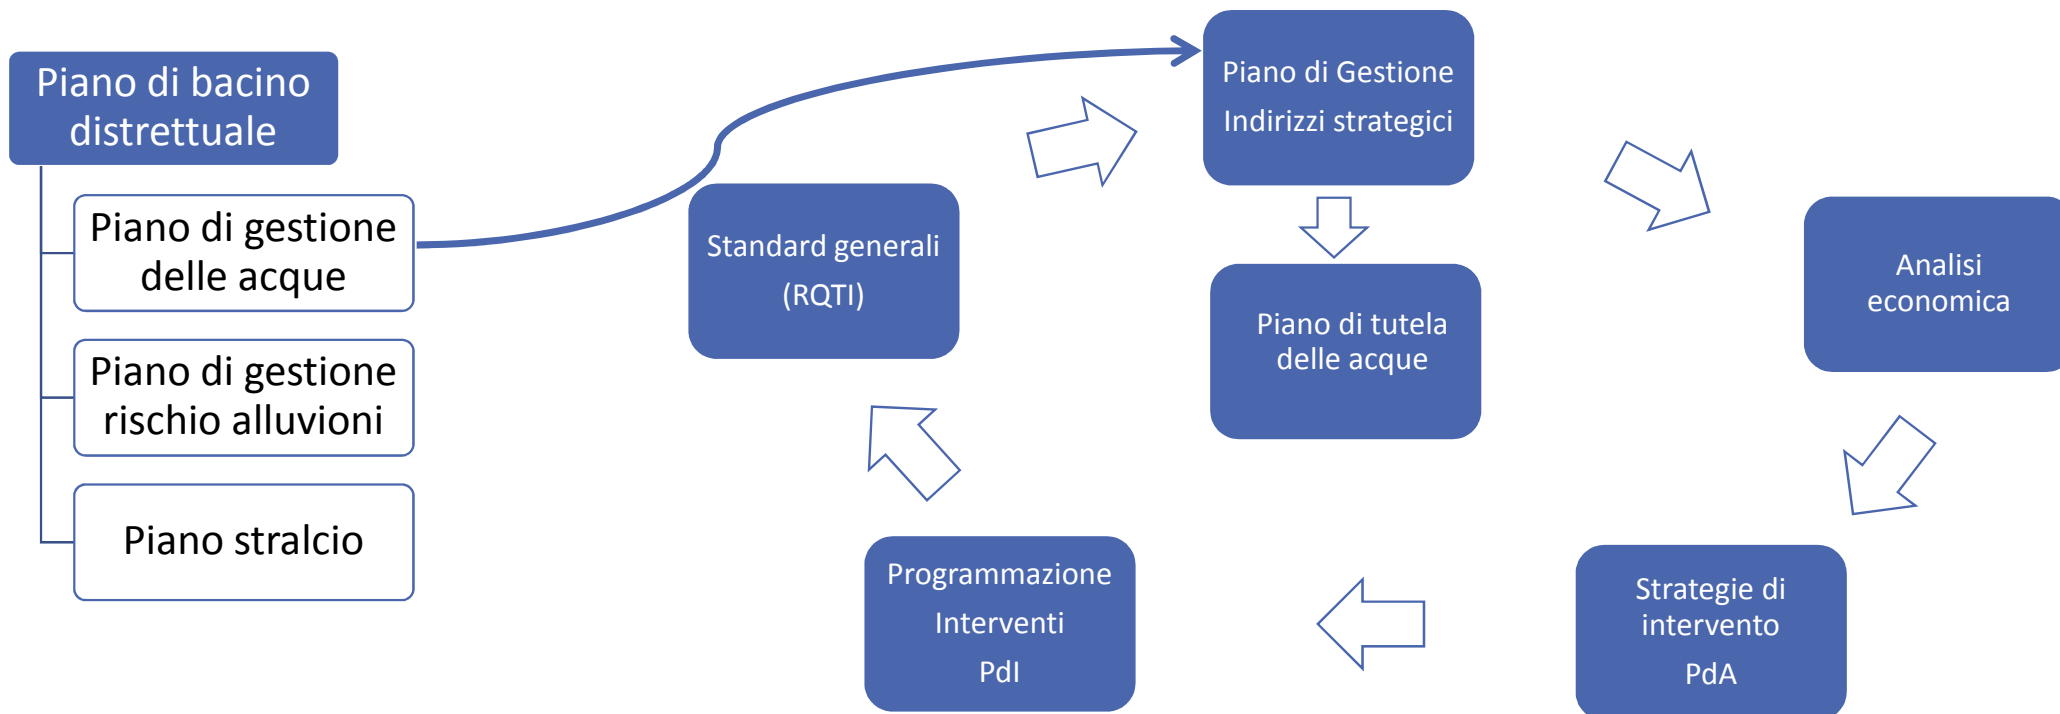 Piano di bacino
distrettuale
Piano di gestione
delle acque
Piano di gestione
rischio alluvioni
Piano stralcio
Piano di Gestione
Indirizzi strategici
Standard generali
(RQTI)
Piano di tutela
delle acque
Analisi
economica
Programmazione
Interventi
PdI
Strategie di
intervento
PdA